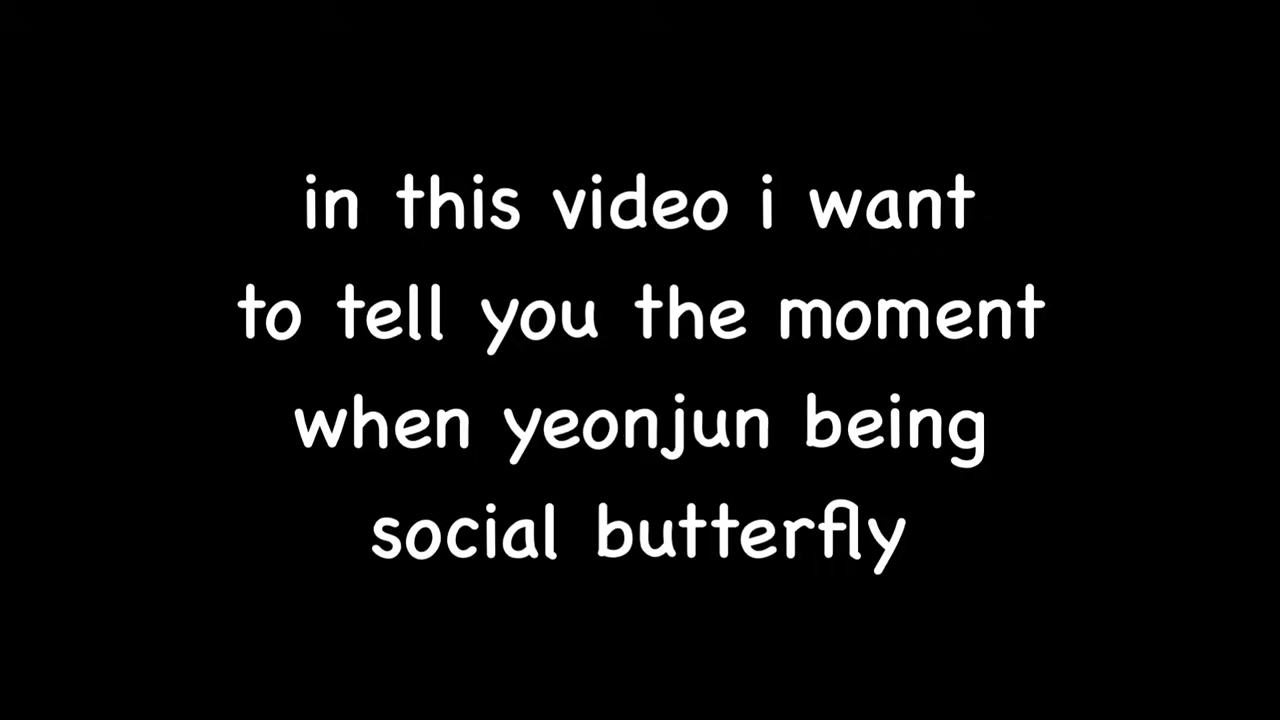 in this video i want
to tell you the moment
when yeonjun being
social butterfly